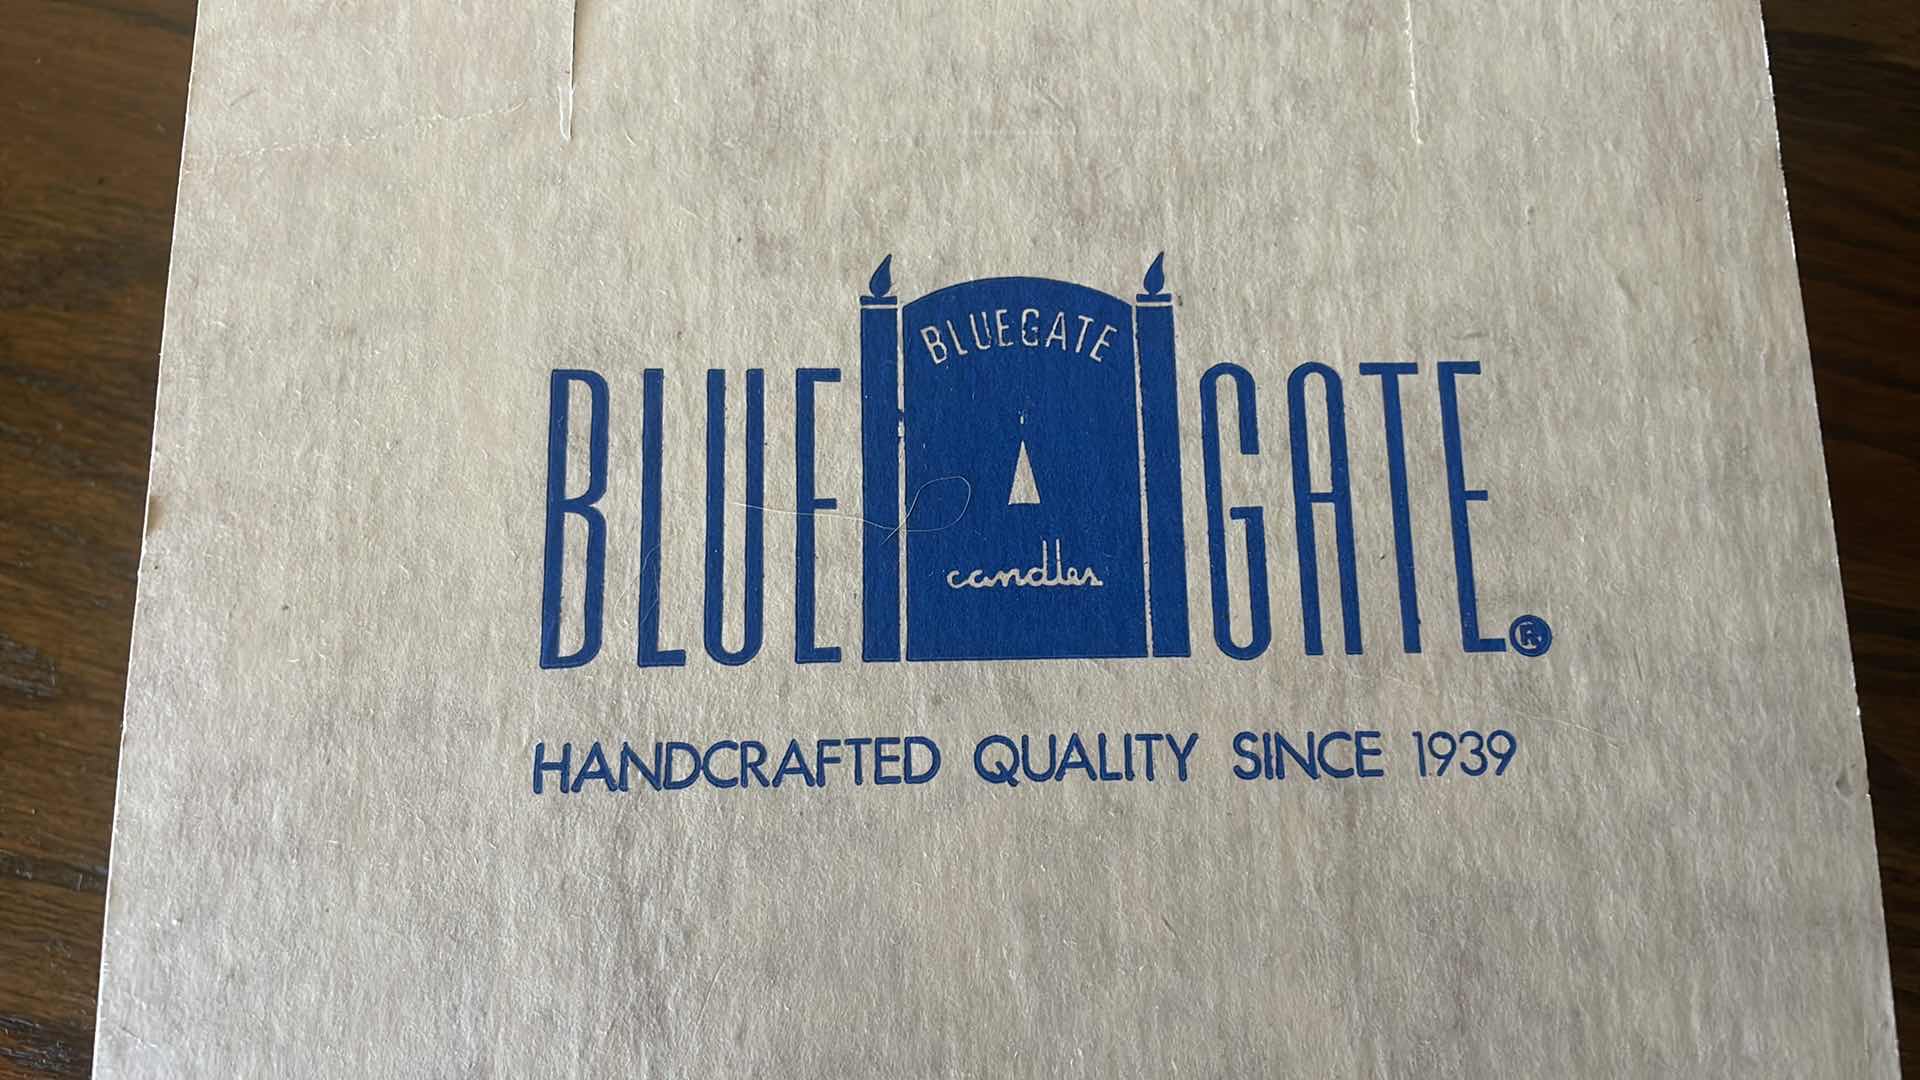 BLUEGATE
candles
BLUE GATE®
HANDCRAFTED QUALITY SINCE 1939